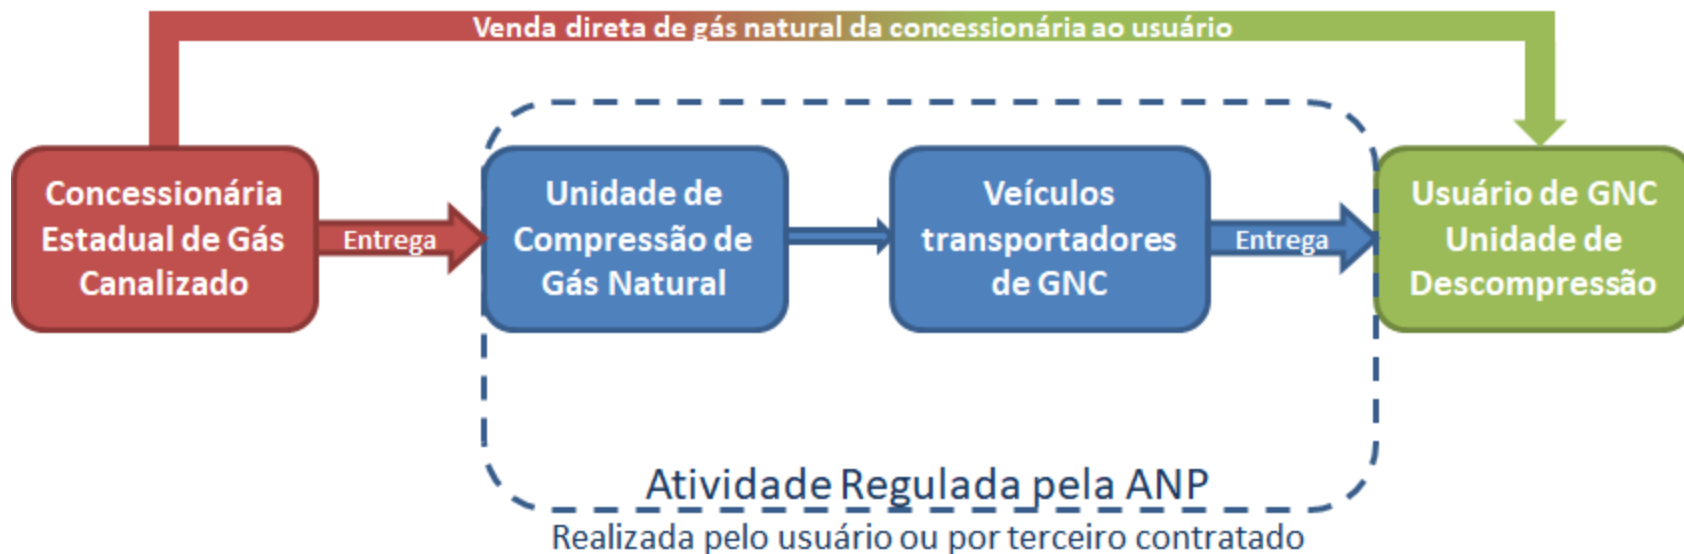 Venda direta de gás natural da concessionária ao usuário
Concessionária
Estadual de Gás
Canalizado
Entrega
Unidade de
Compressão de
Gás Natural
Veículos
transportadores
de GNC
Entrega
Usuário de GNC
Unidade de
Descompressão
Atividade Regulada pela ANP
Realizada pelo usuário ou por terceiro contratado